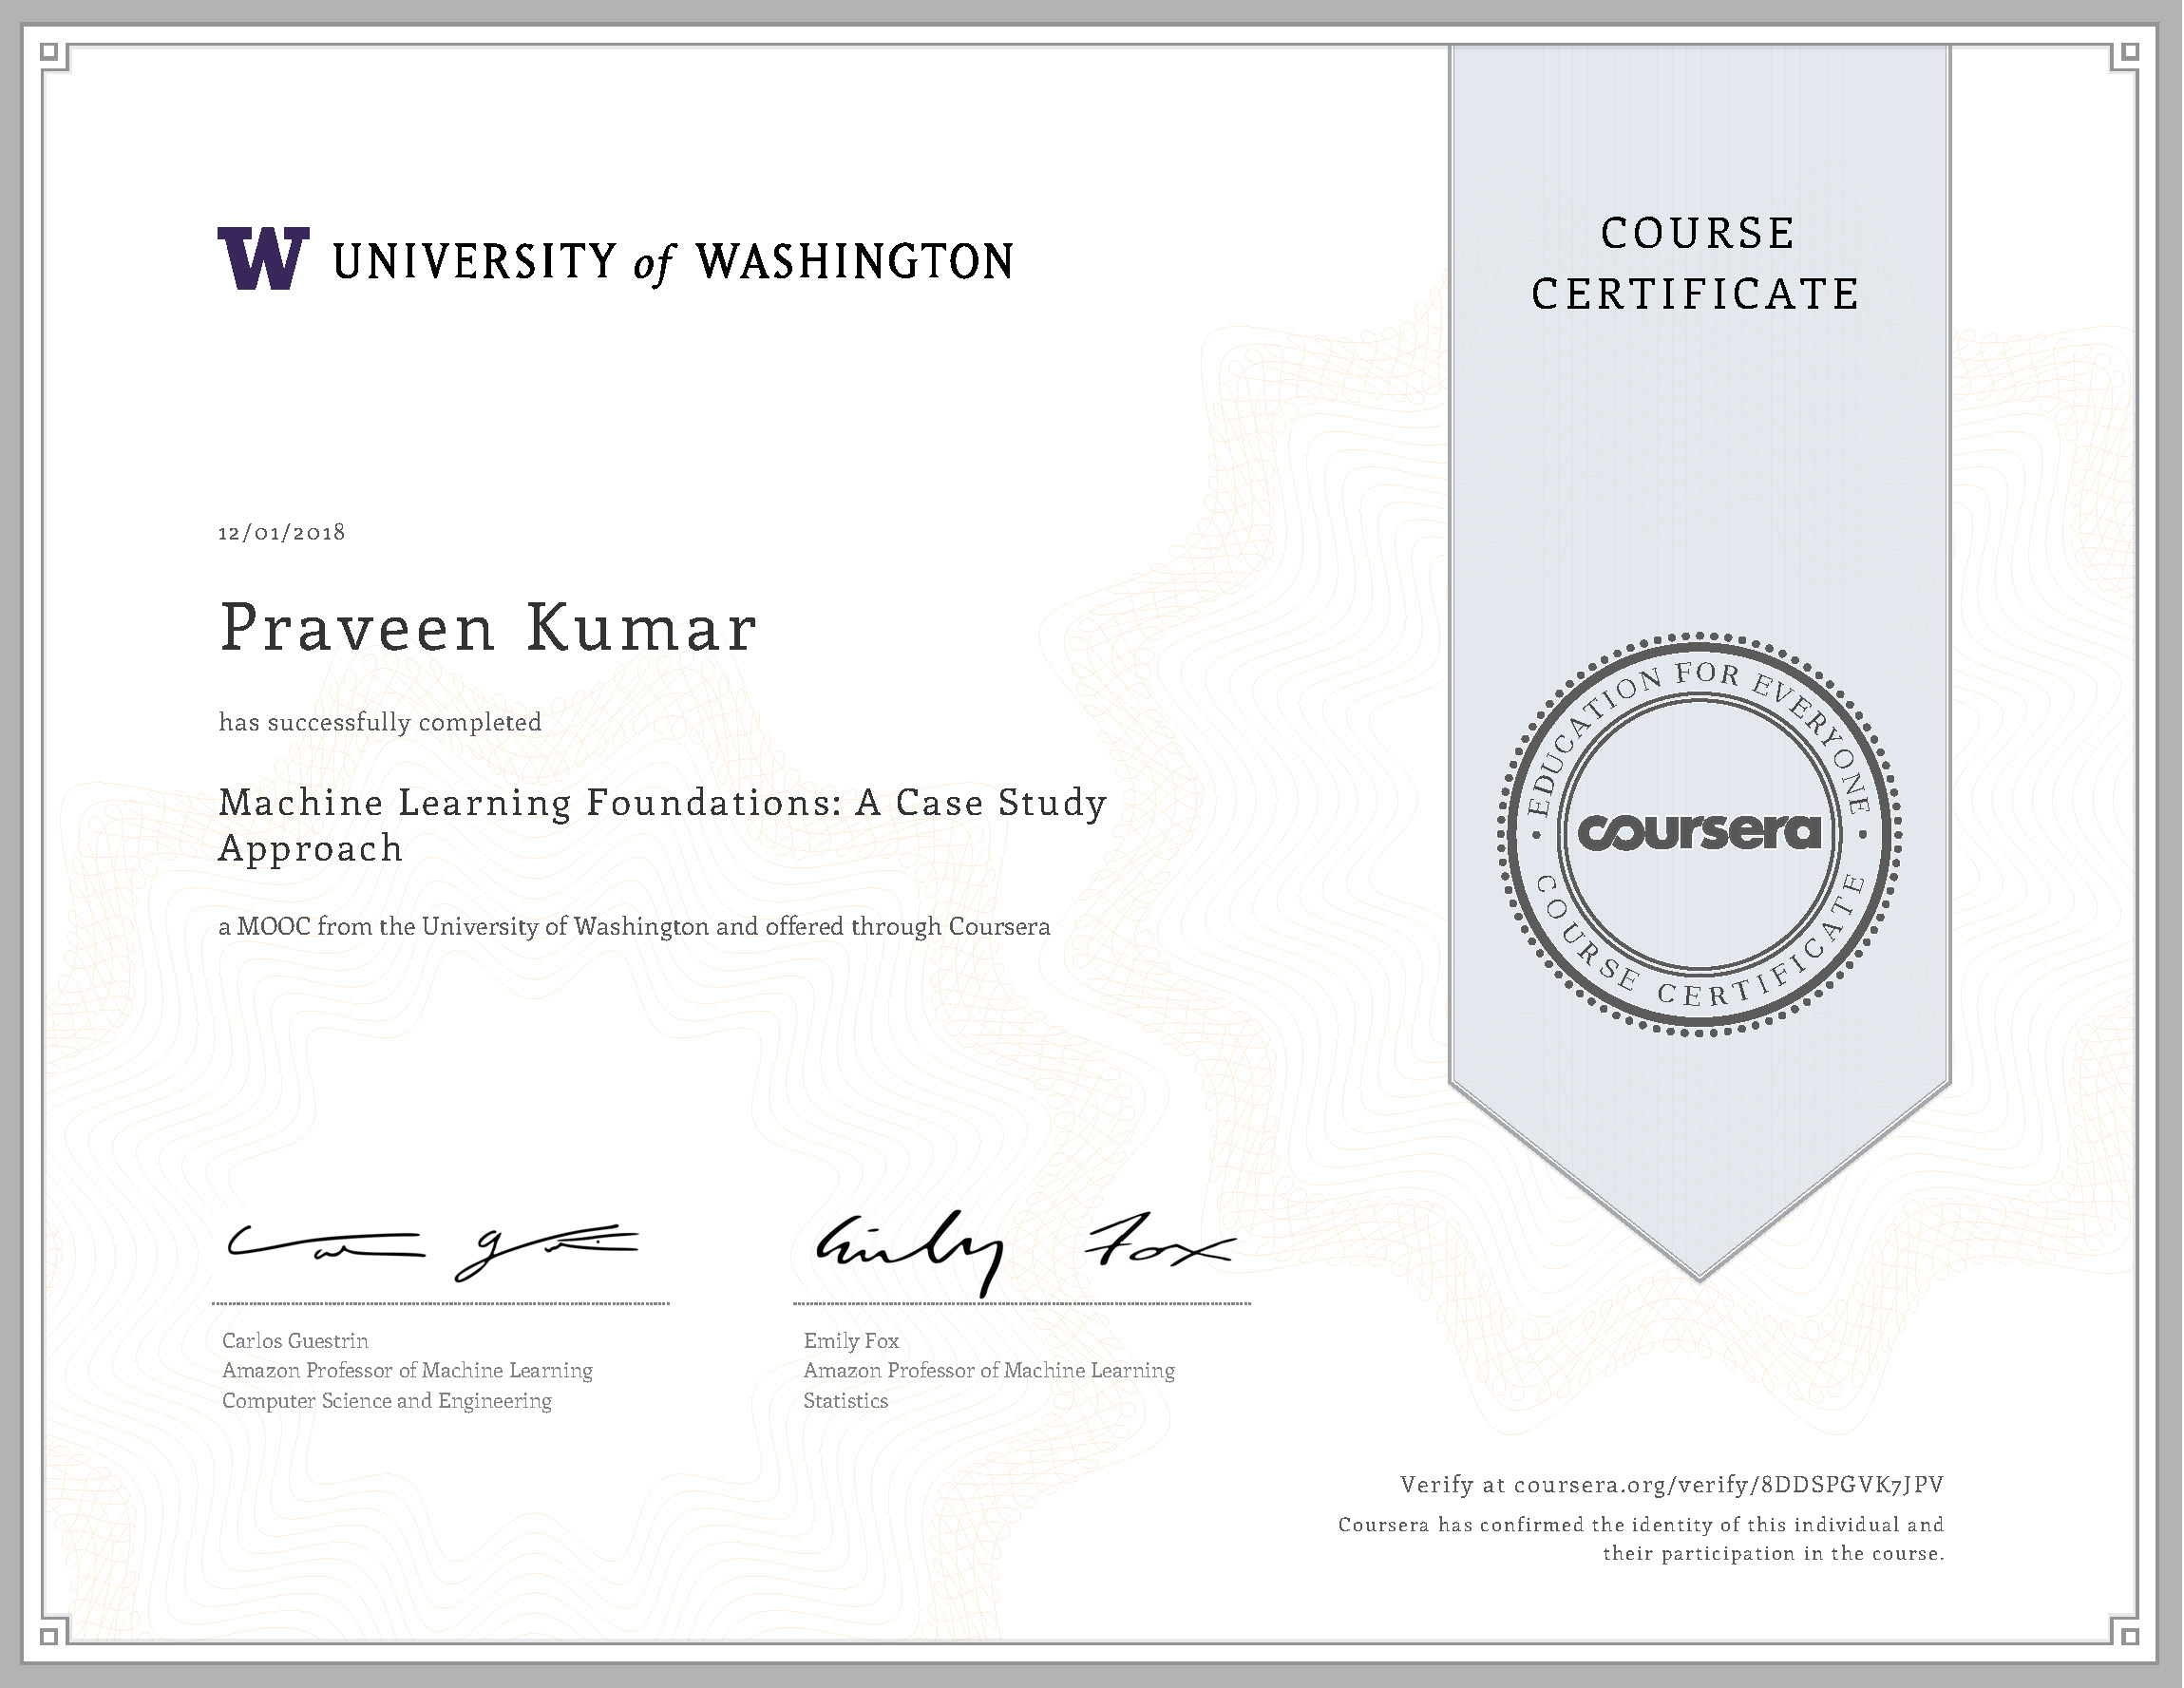 W UNIVERSITY of WASHINGTON
COURSE
CERTIFICATE
12/01/2018
Praveen Kumar
has successfully completed
Machine Learning Foundations: A Case Study
Approach
a MOOC from the University of Washington and offered through Coursera
EDUCATION FOR EVERYONE
coursera
COURSE CERTIFICATE
Carlos Guestrin
Amazon Professor of Machine Learning
Computer Science and Engineering
Emily Fox
Emily Fox
Amazon Professor of Machine Learning
Statistics
Verify at coursera.org/verify/8DDSPGVK7JPV
Coursera has confirmed the identity of this individual and
their participation in the course.